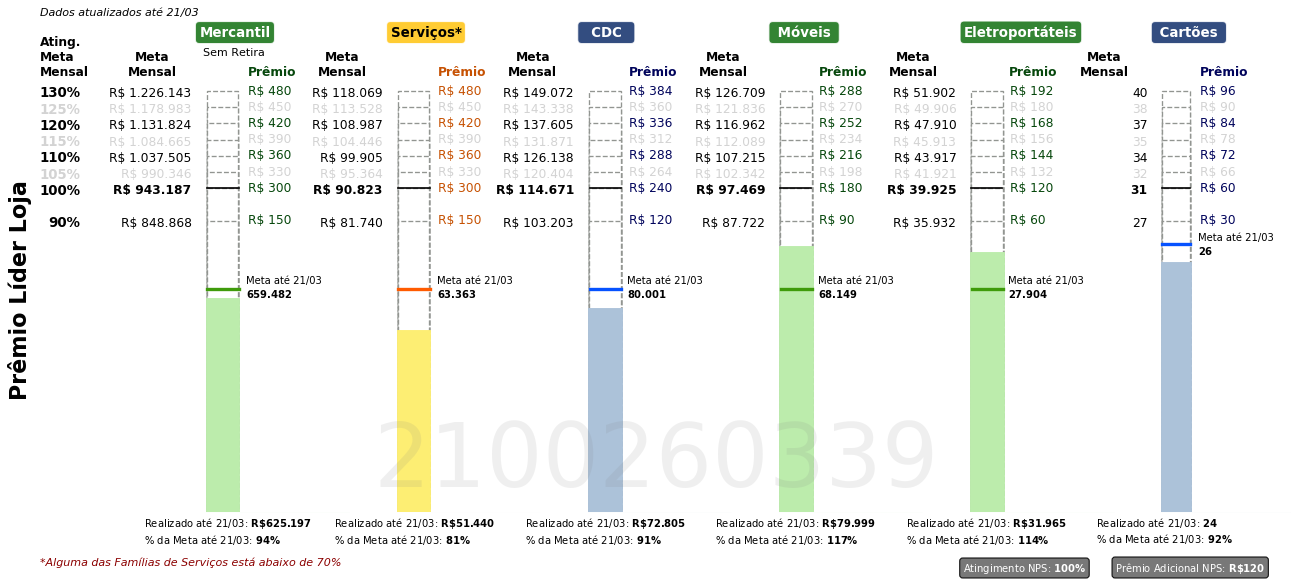 Dados atualizados até 21/03
Mercantil Serviços* CDC Móveis Eletroportáteis Cartões
Sem Retira
Ating. Meta Mensal
Meta Mensal Prêmio Meta Mensal Prêmio Meta Mensal Prêmio Meta Mensal Prêmio Meta Mensal Prêmio Meta Mensal Prêmio
130% R$ 1.226.143 R$ 480 R$ 118.069 R$ 480 R$ 149.072 R$ 384 R$ 126.709 R$ 288 R$ 51.902 R$ 192 40 R$ 96
125% R$ 1.178.983 R$ 450 R$ 113.528 R$ 450 R$ 143.338 R$ 360 R$ 121.836 R$ 270 R$ 49.906 R$ 180 38 R$ 90
120% R$ 1.131.824 R$ 420 R$ 108.987 R$ 420 R$ 137.605 R$ 336 R$ 116.962 R$ 252 R$ 47.910 R$ 168 37 R$ 84
115% R$ 1.084.665 R$ 390 R$ 104.446 R$ 390 R$ 131.871 R$ 312 R$ 112.089 R$ 234 R$ 45.913 R$ 156 35 R$ 78
110% R$ 1.037.505 R$ 360 R$ 99.905 R$ 360 R$ 126.138 R$ 288 R$ 107.215 R$ 216 R$ 43.917 R$ 144 34 R$ 72
105% R$ 990.346 R$ 330 R$ 95.364 R$ 330 R$ 120.404 R$ 264 R$ 102.342 R$ 198 R$ 41.921 R$ 132 32 R$ 66
100% R$ 943.187 R$ 300 R$ 90.823 R$ 300 R$ 114.671 R$ 240 R$ 97.469 R$ 180 R$ 39.925 R$ 120 31 R$ 60
90% R$ 848.868 R$ 150 R$ 81.740 R$ 150 R$ 103.203 R$ 120 R$ 87.722 R$ 90 R$ 35.932 R$ 60 27 R$ 30
Meta até 21/03
26
Meta até 21/03 Meta até 21/03 Meta até 21/03 Meta até 21/03 Meta até 21/03
659.482 63.363 80.001 68.149 27.904
Prêmio Líder Loja
2100260339
Realizado até 21/03: R$625.197 Realizado até 21/03: R$51.440 Realizado até 21/03: R$72.805 Realizado até 21/03: R$79.999 Realizado até 21/03: R$31.965 Realizado até 21/03: 24
% da Meta até 21/03: 94% % da Meta até 21/03: 81% % da Meta até 21/03: 91% % da Meta até 21/03: 117% % da Meta até 21/03: 114% % da Meta até 21/03: 92%
*Alguma das Famílias de Serviços está abaixo de 70%
Atingimento NPS: 100% Prêmio Adicional NPS: R$120